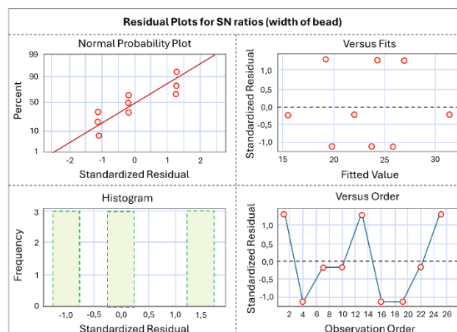 Residual Plots for SN ratios (width of bead)
Normal Probability Plot
Percent
99
90
50
10
1
-2 -1 0 1 2
Standardized Residual
Versus Fits
Standardized Residual
1,0
0,5
0,0
-0,5
-1,0
15 20 25 30
Fitted Value
Histogram
Frequency
3
2
1
0
-1,0 -0,5 0,0 0,5 1,0 1,5
Standardized Residual
Versus Order
Standardized Residual
1,0
0,5
0,0
-0,5
-1,0
2 4 6 8 10 12 14 16 18 20 22 24 26
Observation Order